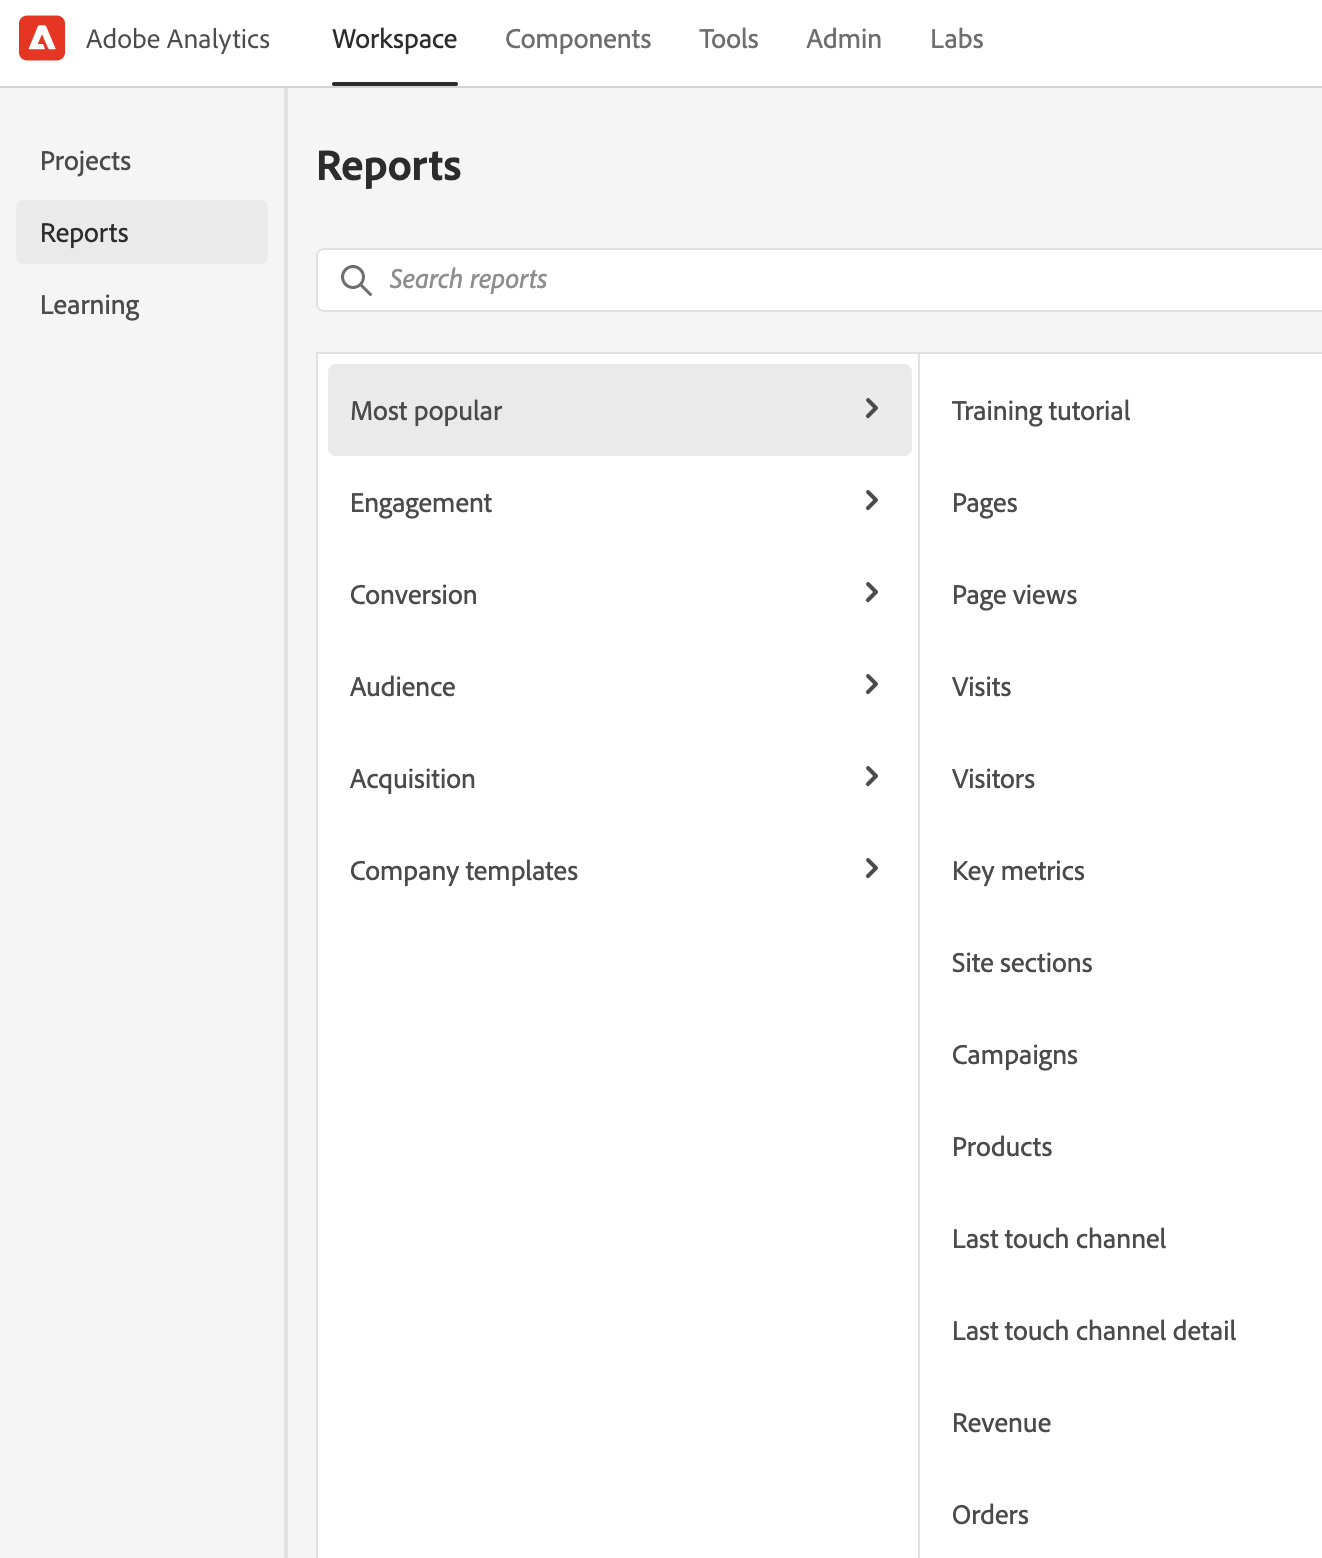 Adobe Analytics
Workspace
Components
Tools
Admin
Labs
Projects
Reports
Learning
Reports
Search reports
Most popular
Engagement
Conversion
Audience
Acquisition
Company templates
Training tutorial
Pages
Page views
Visits
Visitors
Key metrics
Site sections
Campaigns
Products
Last touch channel
Last touch channel detail
Revenue
Orders